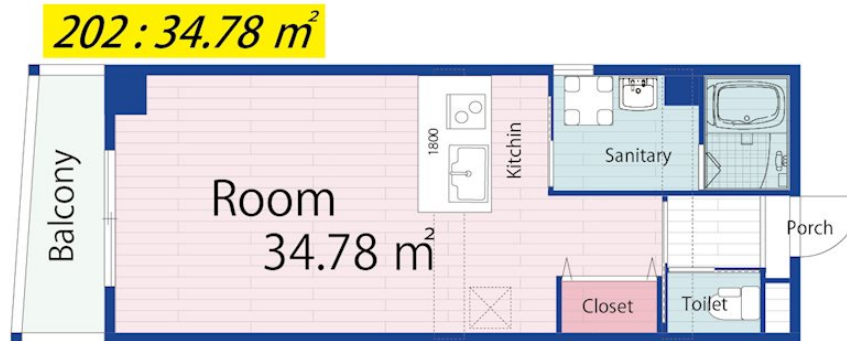 202 : 34.78 ㎡
Balcony
Room
34.78 ㎡
1800
Kitchin
Sanitary
Porch
Closet
Toilet